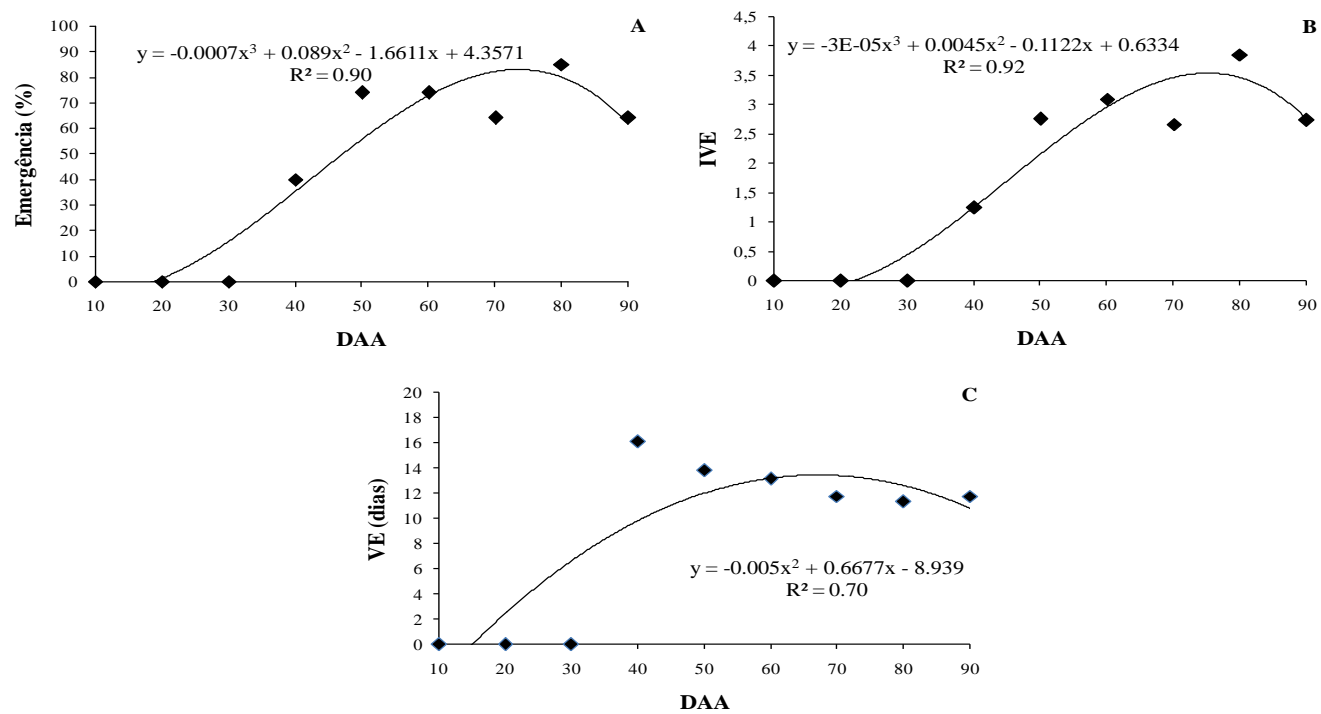 A
y = -0.0007x³ + 0.089x² - 1.6611x + 4.3571
R² = 0.90
Emergência (%)
100
90
80
70
60
50
40
30
20
10
0
10 20 30 40 50 60 70 80 90
DAA
B
y = -3E-05x³ + 0.0045x² - 0.1122x + 0.6334
R² = 0.92
IVE
4,5
4
3,5
3
2,5
2
1,5
1
0,5
0
10 20 30 40 50 60 70 80 90
DAA
C
VE (dias)
20
18
16
14
12
10
8
6
4
2
0
y = -0.005x² + 0.6677x - 8.939
R² = 0.70
10 20 30 40 50 60 70 80 90
DAA